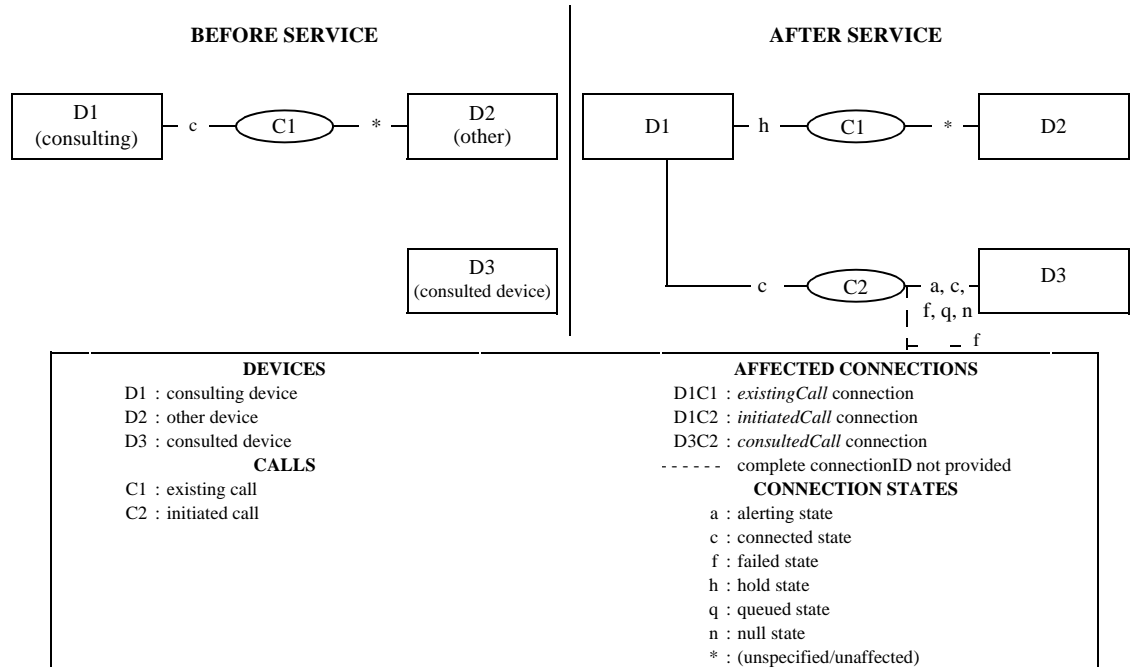 BEFORE SERVICE
D1
(consulting)
c
C1
*
D2
(other)
D3
(consulted device)
AFTER SERVICE
D1
h
C1
*
D2
c
C2
a, c,
f, q, n
D3
f
DEVICES
D1 : consulting device
D2 : other device
D3 : consulted device
CALLS
C1 : existing call
C2 : initiated call
AFFECTED CONNECTIONS
D1C1 : existingCall connection
D1C2 : initiatedCall connection
D3C2 : consultedCall connection
- - - - - - complete connectionID not provided
CONNECTION STATES
a : alerting state
c : connected state
f : failed state
h : hold state
q : queued state
n : null state
* : (unspecified/unaffected)